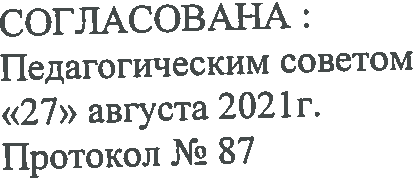 СОГЛАСОВАНА :
Педагогическим советом
«27» августа 2021г.
Протокол № 87